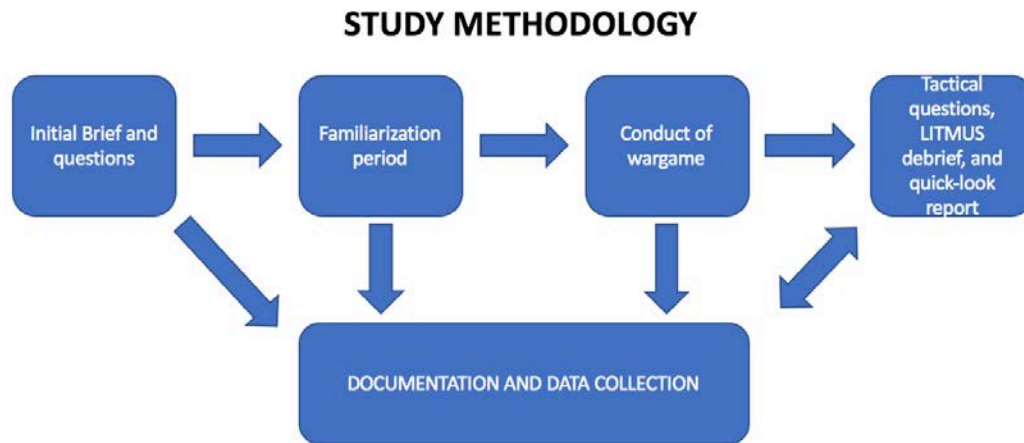 STUDY METHODOLOGY
Initial Brief and
questions
Familiarization
period
Conduct of
wargame
Tactical
questions,
LITMUS
debrief, and
quick-look
report
DOCUMENTATION AND DATA COLLECTION